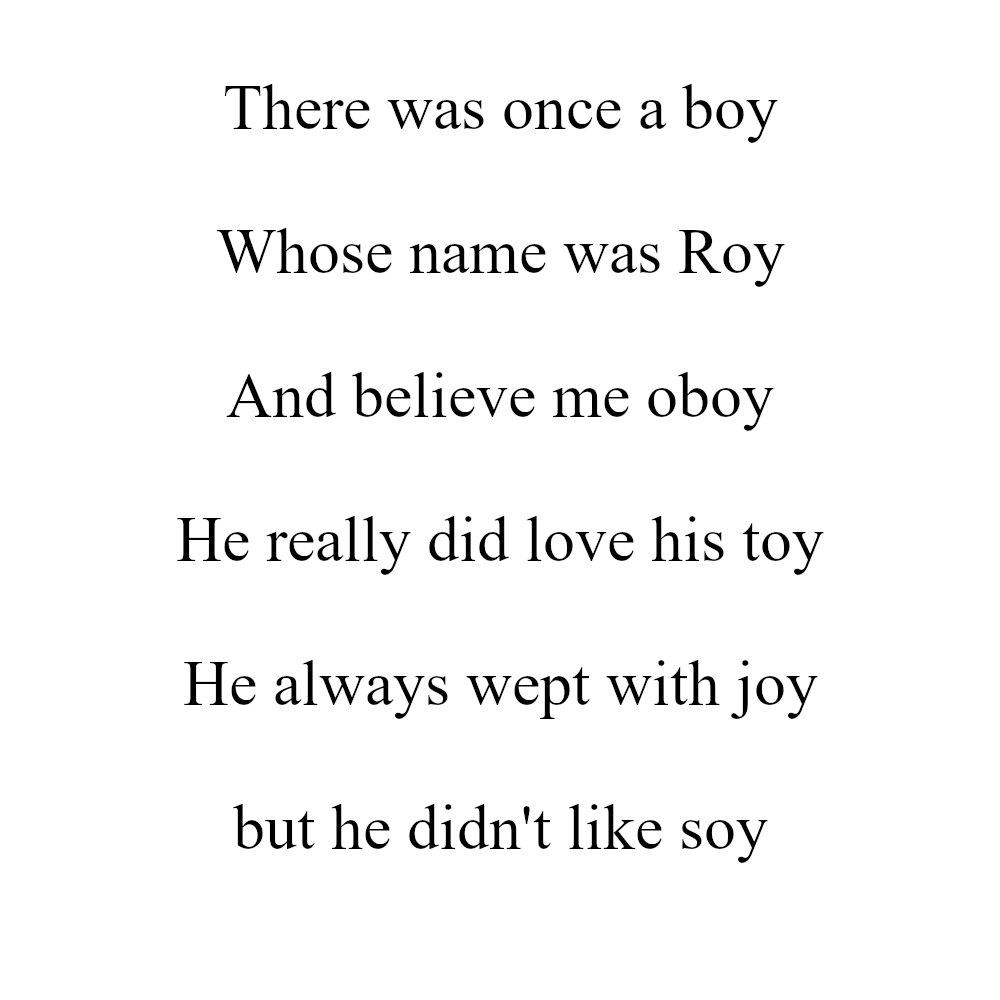 There was once a boy
Whose name was Roy
And believe me oboy
He really did love his toy
He always wept with joy
but he didn't like soy